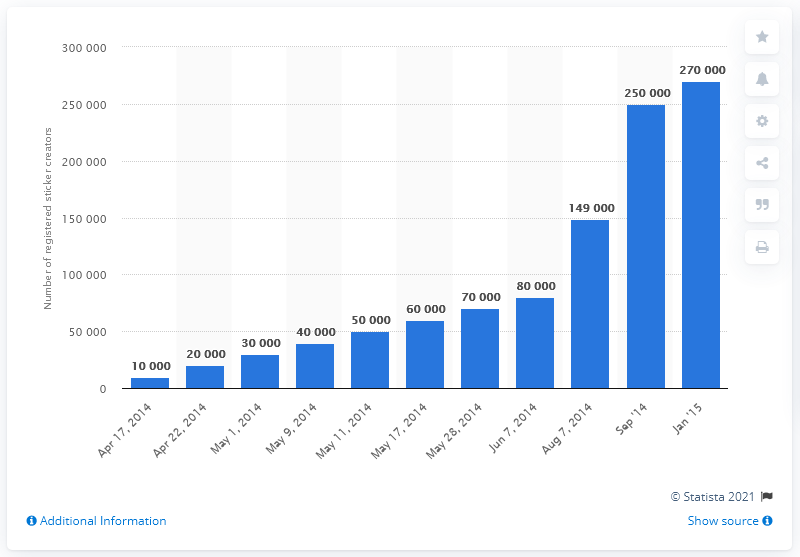 300 000
250 000
200 000
150 000
100 000
50 000
0
Number of registered sticker creators
10 000
20 000
30 000
40 000
50 000
60 000
70 000
80 000
149 000
250 000
270 000
Apr 17, 2014
Apr 22, 2014
May 1, 2014
May 9, 2014
May 11, 2014
May 17, 2014
May 28, 2014
Jun 7, 2014
Aug 7, 2014
Sep '14
Jan '15
© Statista 2021
Additional Information
Show source